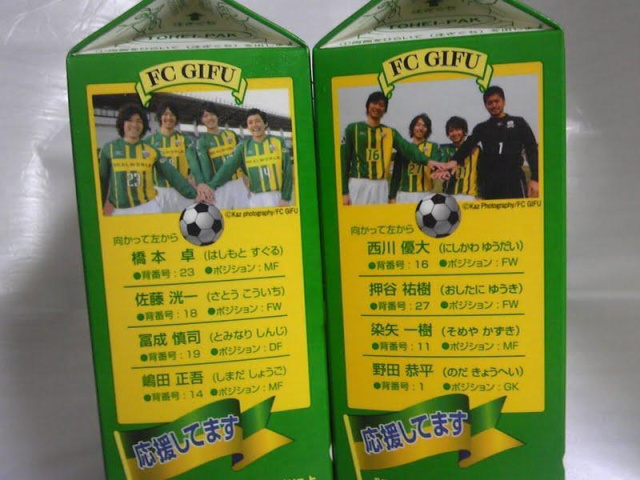 TOHEI-PAK
FC GIFU
©Kaz photography/FC GIFU
向かって左から
橋本 卓 (はしもと すぐる)
●背番号:23 ●ポジション:MF
佐藤 洸一 (さとう こういち)
●背番号:18 ●ポジション:FW
冨成 慎司 (とみなり しんじ)
●背番号:19 ●ポジション:DF
嶋田 正吾 (しまだ しょうご)
●背番号:14 ●ポジション:MF
応援してます
TOHEI-PAK
FC GIFU
16
27
11
1
©Kaz photography/FC GIFU
向かって左から
西川 優大 (にしかわ ゆうだい)
●背番号:16 ●ポジション:FW
押谷 祐樹 (おしたに ゆうき)
●背番号:27 ●ポジション:FW
染矢 一樹 (そめや かずき)
●背番号:11 ●ポジション:MF
野田 恭平 (のだ きょうへい)
●背番号:1 ●ポジション:GK
応援してます